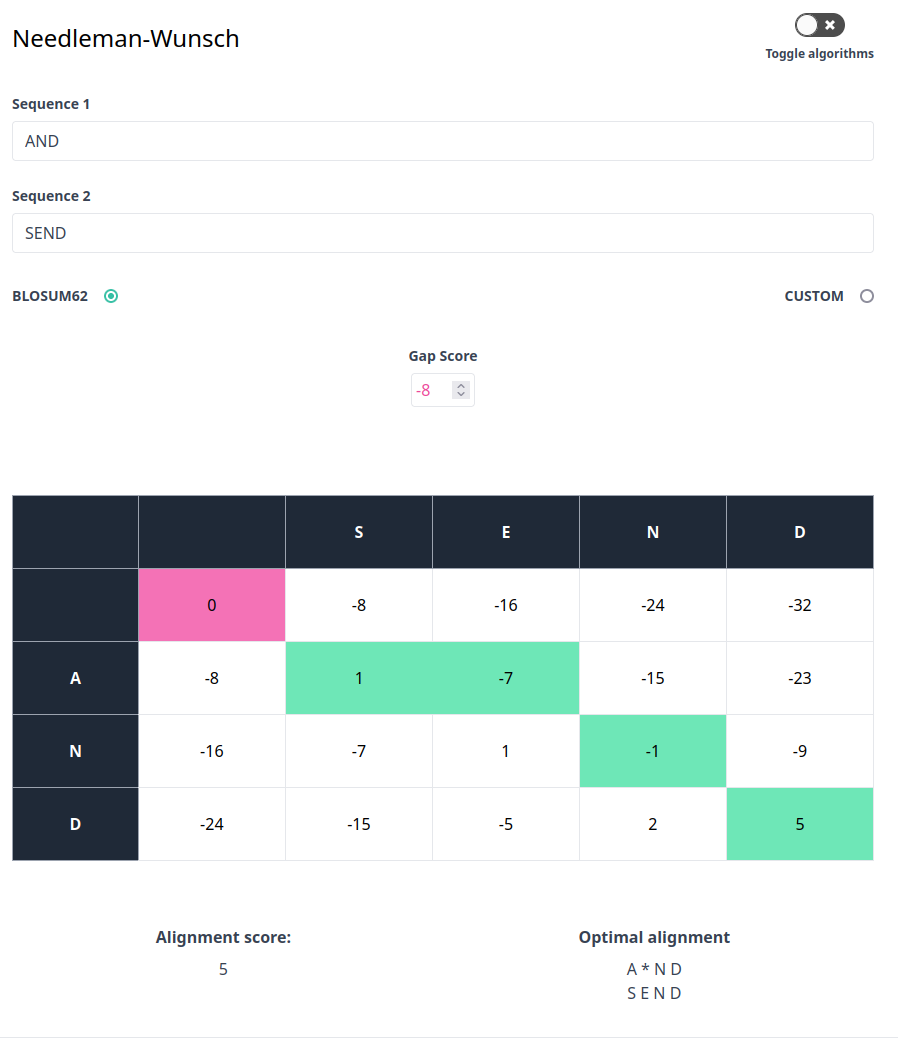 Needleman-Wunsch
Toggle algorithms
Sequence 1
AND
Sequence 2
SEND
BLOSUM62
CUSTOM
Gap Score
-8
S E N D
0 -8 -16 -24 -32
A -8 1 -7 -15 -23
N -16 -7 1 -1 -9
D -24 -15 -5 2 5
Alignment score:
5
Optimal alignment
A * N D
S E N D